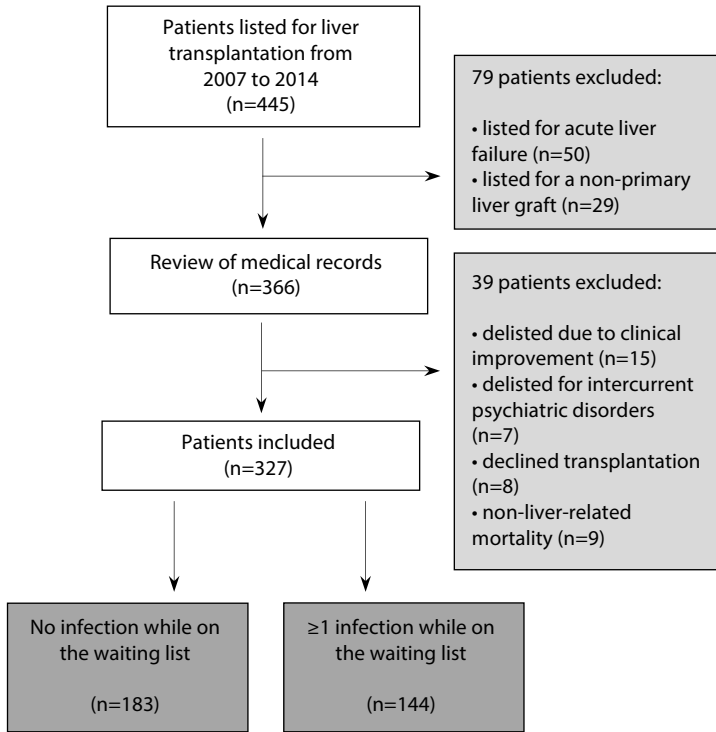 Patients listed for liver
transplantation from
2007 to 2014
(n=445)
79 patients excluded:
• listed for acute liver
failure (n=50)
• listed for a non-primary
liver graft (n=29)
Review of medical records
(n=366)
39 patients excluded:
• delisted due to clinical
improvement (n=15)
• delisted for intercurrent
psychiatric disorders
(n=7)
• declined transplantation
(n=8)
• non-liver-related
mortality (n=9)
Patients included
(n=327)
No infection while on
the waiting list
(n=183)
≥1 infection while on
the waiting list
(n=144)